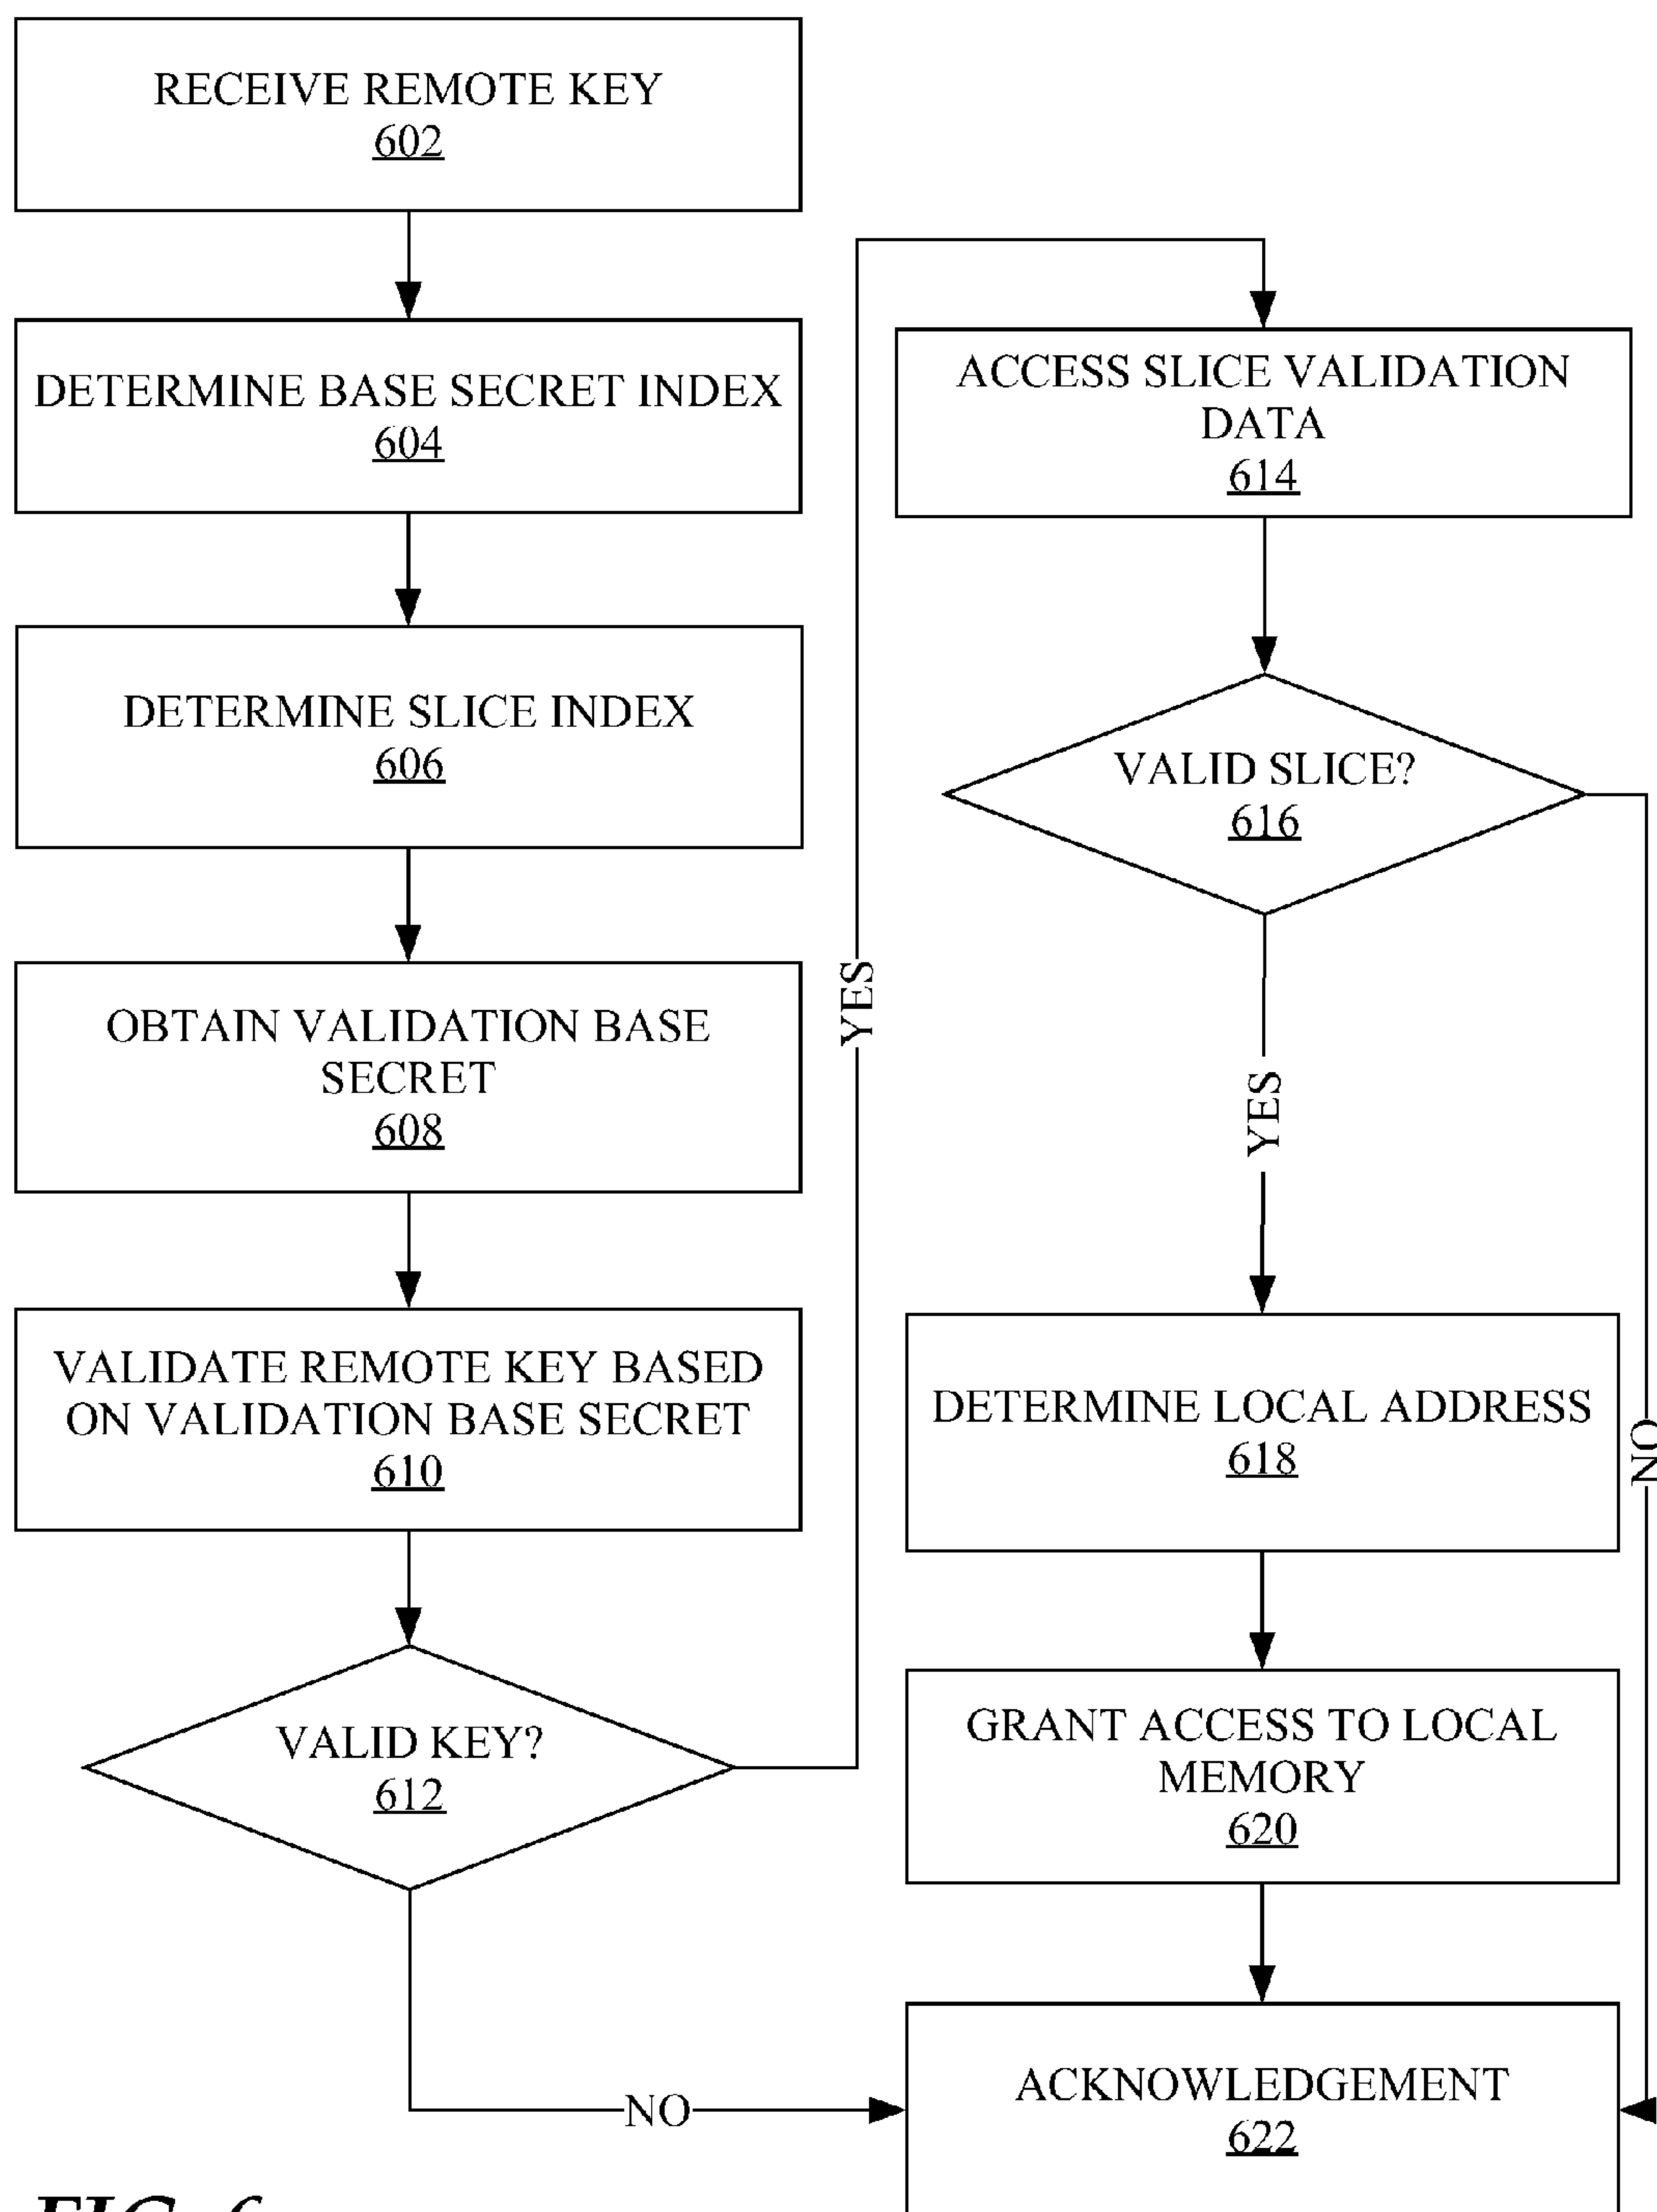 RECEIVE REMOTE KEY
602
DETERMINE BASE SECRET INDEX
604
DETERMINE SLICE INDEX
606
OBTAIN VALIDATION BASE
SECRET
608
VALIDATE REMOTE KEY BASED
ON VALIDATION BASE SECRET
610
VALID KEY?
612
NO
YES
ACCESS SLICE VALIDATION
DATA
614
VALID SLICE?
616
YES
NO
DETERMINE LOCAL ADDRESS
618
GRANT ACCESS TO LOCAL
MEMORY
620
ACKNOWLEDGEMENT
622
FIG. 6